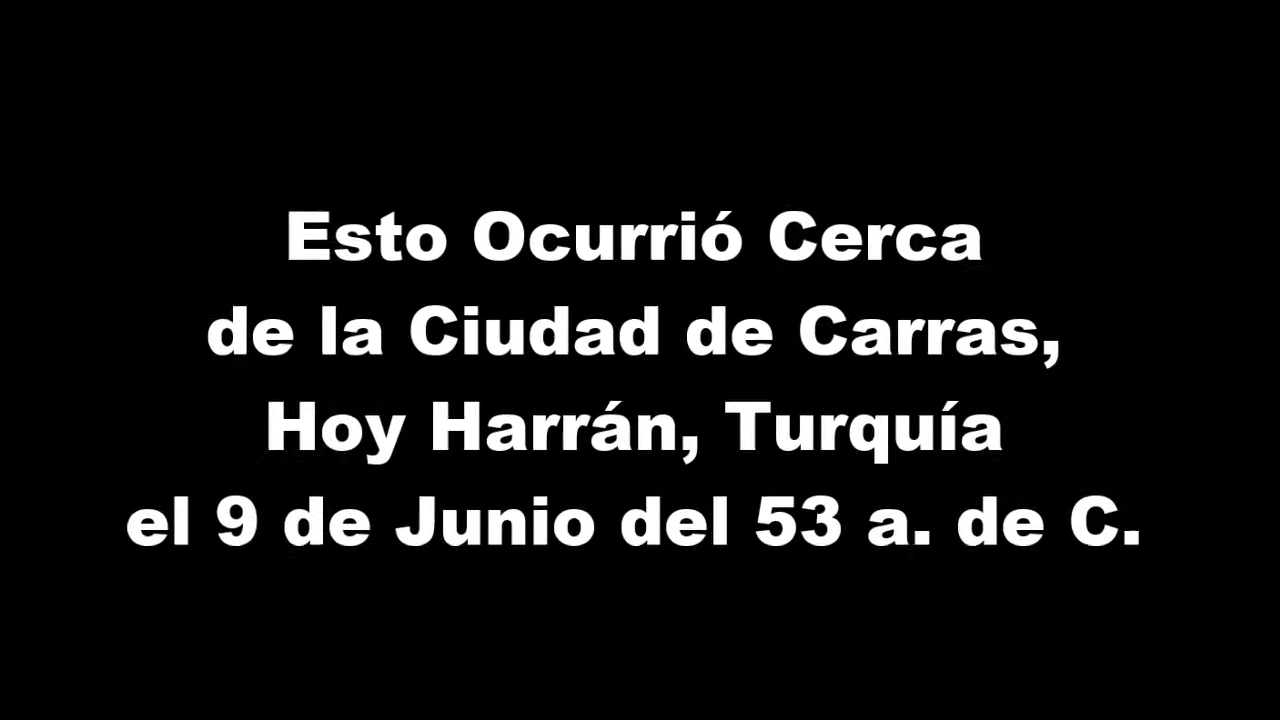 Esto Ocurrió Cerca
de la Ciudad de Carras,
Hoy Harrán, Turquía
el 9 de Junio del 53 a. de C.